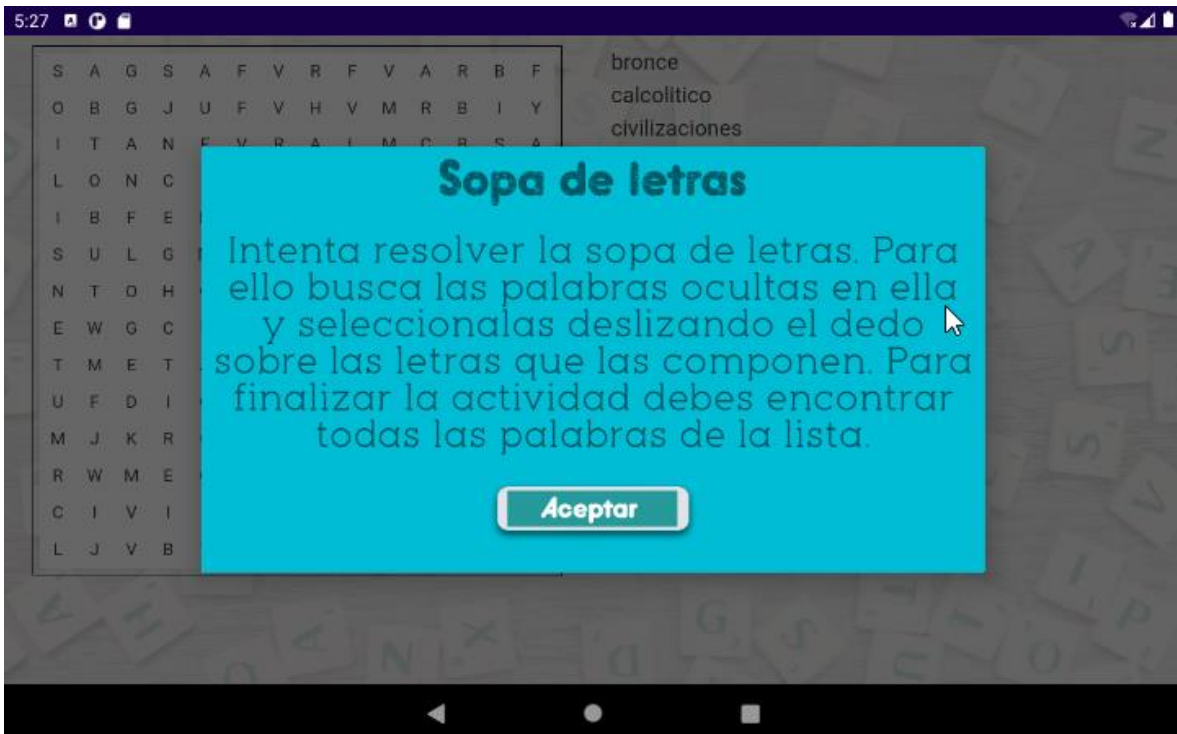 5:27
S A G S A F V R F V A R B F
O B G J U F V H V M R B I Y
I T A N
L O N C
I B F E
S U L G
N T O H
E W G C
T M E T
U F D I
M J K R
R W M E
C I V I
L J V B
bronce
calcolitico
civilizaciones
Sopa de letras
Intenta resolver la sopa de letras. Para
ello busca las palabras ocultas en ella
y seleccionalas deslizando el dedo
sobre las letras que las componen. Para
finalizar la actividad debes encontrar
todas las palabras de la lista.
Aceptar